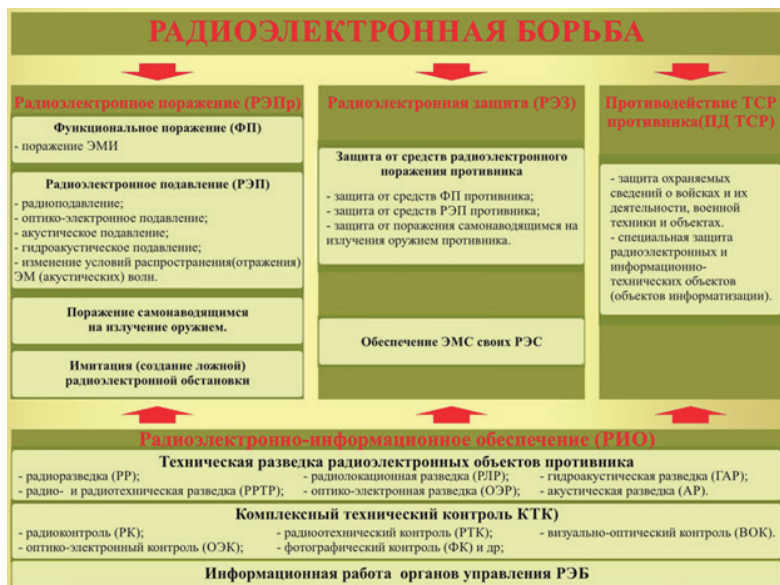 РАДИОЭЛЕКТРОННАЯ БОРЬБА
Радиоэлектронное поражение (РЭПр)
Функциональное поражение (ФП)
- поражение ЭМИ
Радиоэлектронное подавление (РЭП)
- радиоподавление;
- оптико-электронное подавление;
- акустическое подавление;
- гидроакустическое подавление;
- изменение условий распространения(отражения)
ЭМ (акустических) волн.
Поражение самонаводящимся
на излучение оружием.
Имитация (создание ложной)
радиоэлектронной обстановки
Радиоэлектронная защита (РЭЗ)
Защита от средств радиоэлектронного
поражения противника
- защита от средств ФП противника;
- защита от средств РЭП противника;
- защита от поражения самонаводящимся на
излучения оружием противника.
Обеспечение ЭМС своих РЭС
Противодействие ТСР
противника(ПД ТСР)
- защита охраняемых
сведений о войсках и их
деятельности, военной
техники и объектах.
- специальная защита
радиоэлектронных и
информационно-
технических объектов
(объектов информатизации).
Радиоэлектронно-информационное обеспечение (РИО)
Техническая разведка радиоэлектронных объектов противника
- радиоразведка (РР); - радиолокационная разведка (РЛР); - гидроакустическая разведка (ГАР);
- радио- и радиотехническая разведка (РРТР); - оптико-электронная разведка (ОЭР); - акустическая разведка (АР).
Комплексный технический контроль КТК)
- радиоконтроль (РК); - радиотехнический контроль (РТК); - визуально-оптический контроль (ВОК).
- оптико-электронный контроль (ОЭК); - фотографический контроль (ФК) и др;
Информационная работа органов управления РЭБ